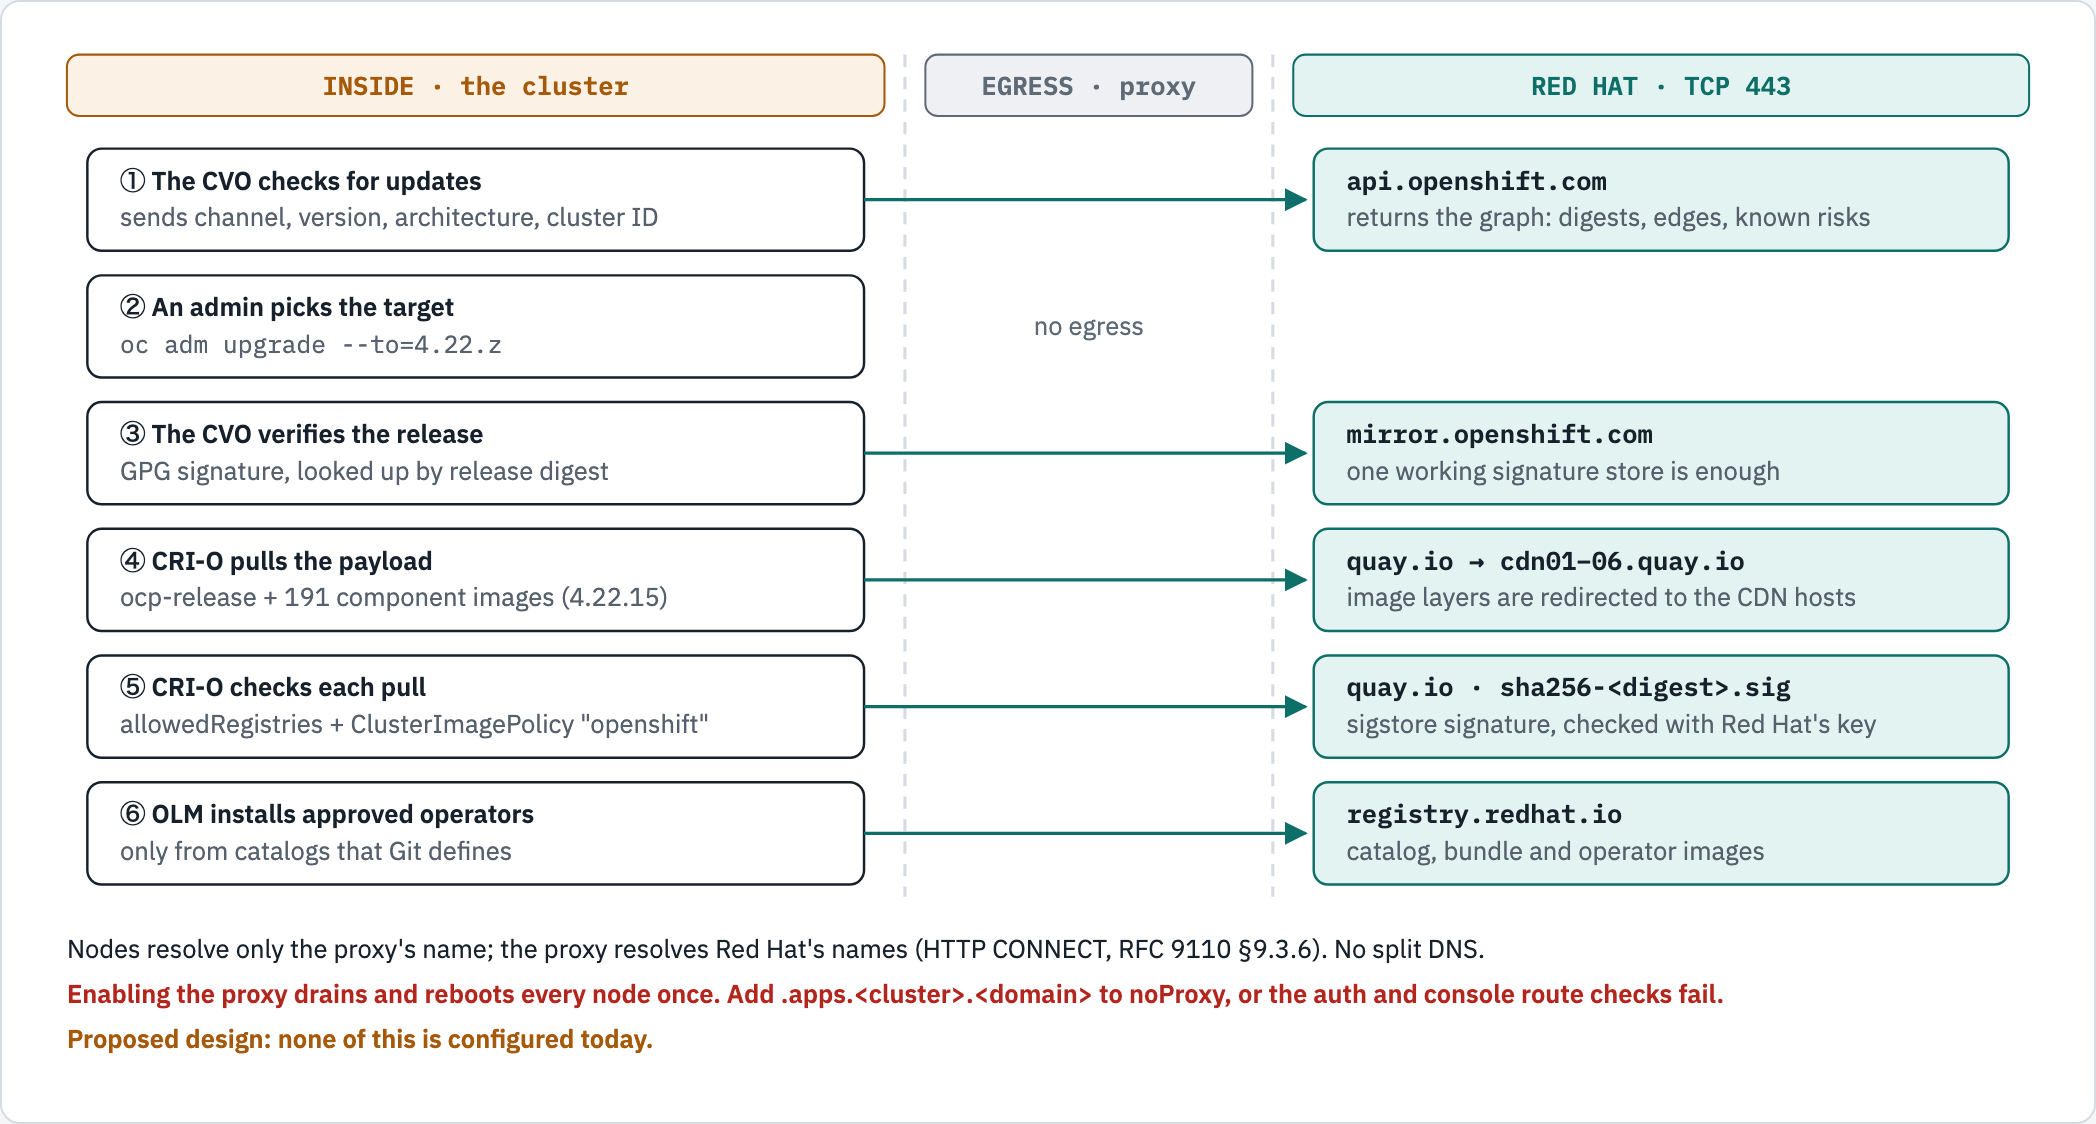 INSIDE · the cluster
EGRESS · proxy
RED HAT · TCP 443
① The CVO checks for updates
sends channel, version, architecture, cluster ID
api.openshift.com
returns the graph: digests, edges, known risks
② An admin picks the target
oc adm upgrade --to=4.22.z
no egress
③ The CVO verifies the release
GPG signature, looked up by release digest
mirror.openshift.com
one working signature store is enough
④ CRI-O pulls the payload
ocp-release + 191 component images (4.22.15)
quay.io → cdn01–06.quay.io
image layers are redirected to the CDN hosts
⑤ CRI-O checks each pull
allowedRegistries + ClusterImagePolicy "openshift"
quay.io · sha256-<digest>.sig
sigstore signature, checked with Red Hat's key
⑥ OLM installs approved operators
only from catalogs that Git defines
registry.redhat.io
catalog, bundle and operator images
Nodes resolve only the proxy's name; the proxy resolves Red Hat's names (HTTP CONNECT, RFC 9110 §9.3.6). No split DNS.
Enabling the proxy drains and reboots every node once. Add .apps.<cluster>.<domain> to noProxy, or the auth and console route checks fail.
Proposed design: none of this is configured today.